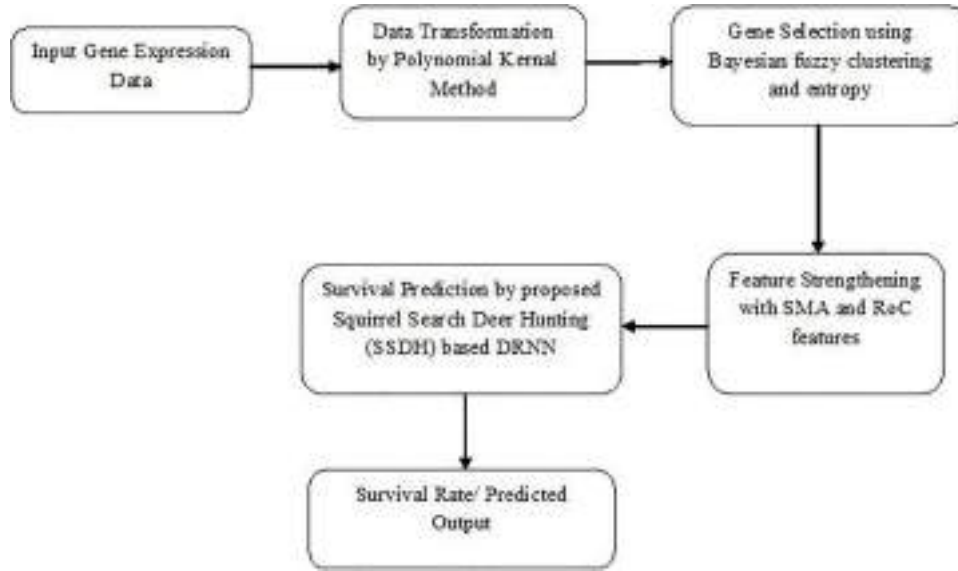 Input Gene Expression
Data
Data Transformation
by Polynomial Kernal
Method
Gene Selection using
Bayesian fuzzy clustering
and entropy
Feature Strengthening
with SMA and RoC
features
Survival Prediction by proposed
Squirrel Search Deer Hunting
(SSDH) based DRNN
Survival Rate/ Predicted
Output